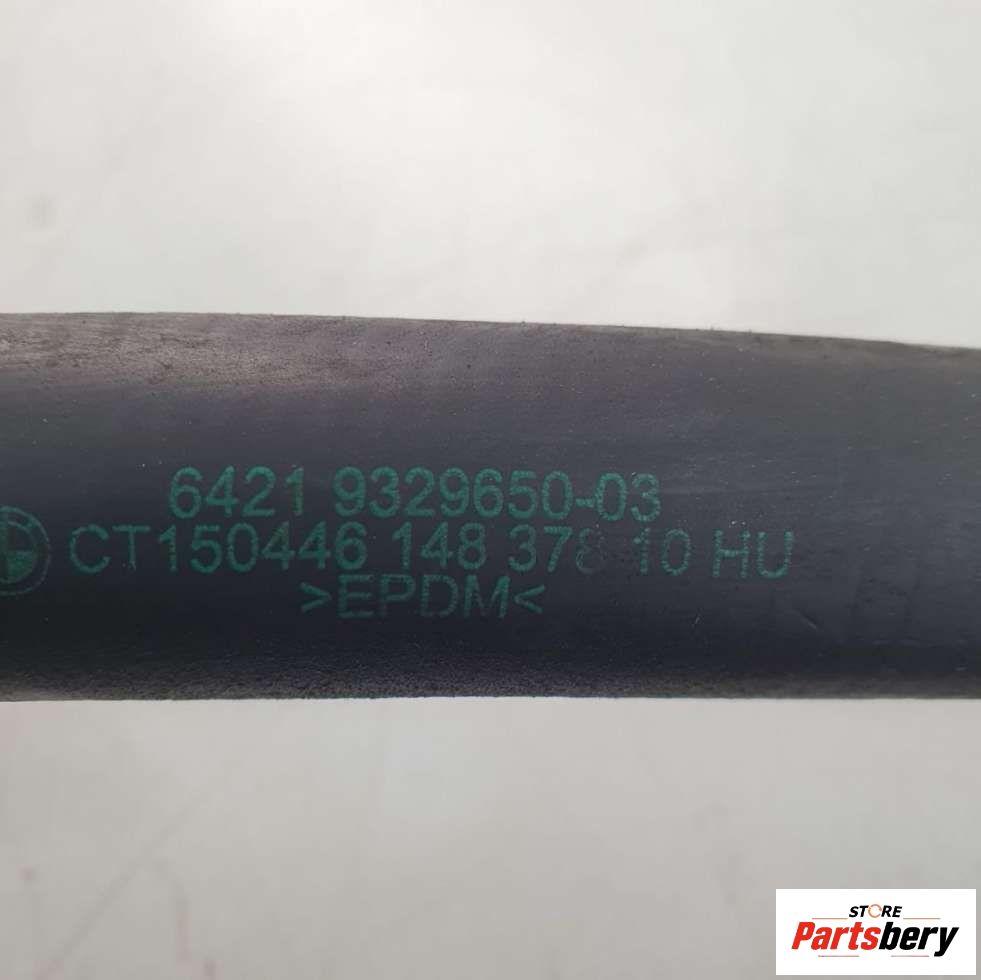 6421 9329650-03
CT150446 148 378 10 HU
>EPDM<
STORE
Partsbery